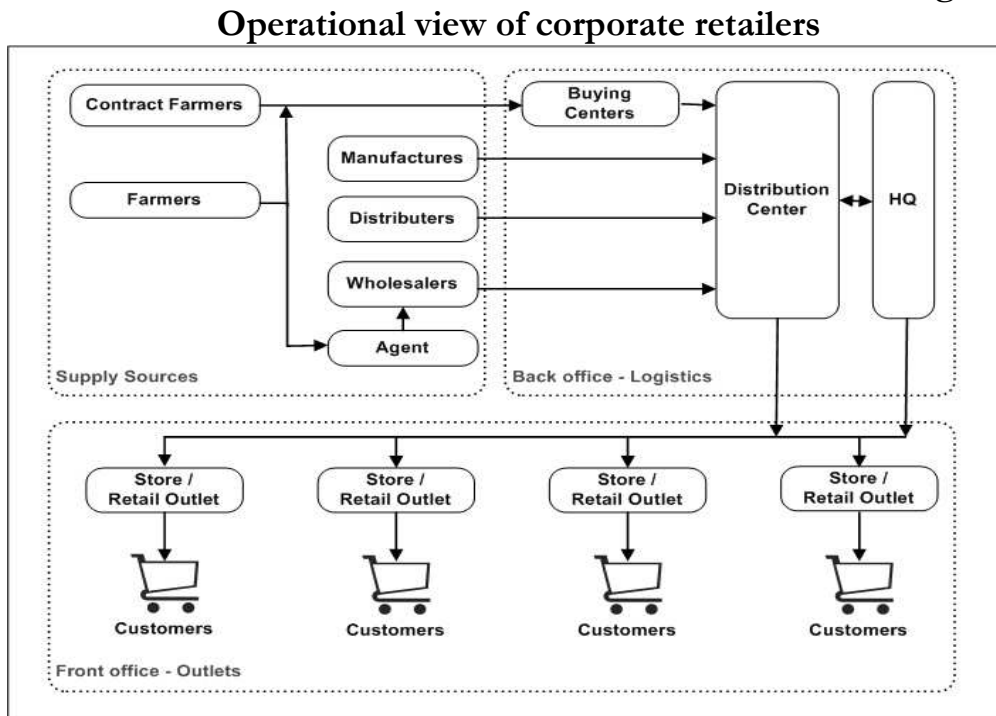 Operational view of corporate retailers
Contract Farmers
Buying
Centers
Manufactures
Farmers
Distributers
Distribution
Center
HQ
Wholesalers
Agent
Supply Sources
Back office - Logistics
Store /
Retail Outlet
Store /
Retail Outlet
Store /
Retail Outlet
Store /
Retail Outlet
Customers
Customers
Customers
Customers
Front office - Outlets